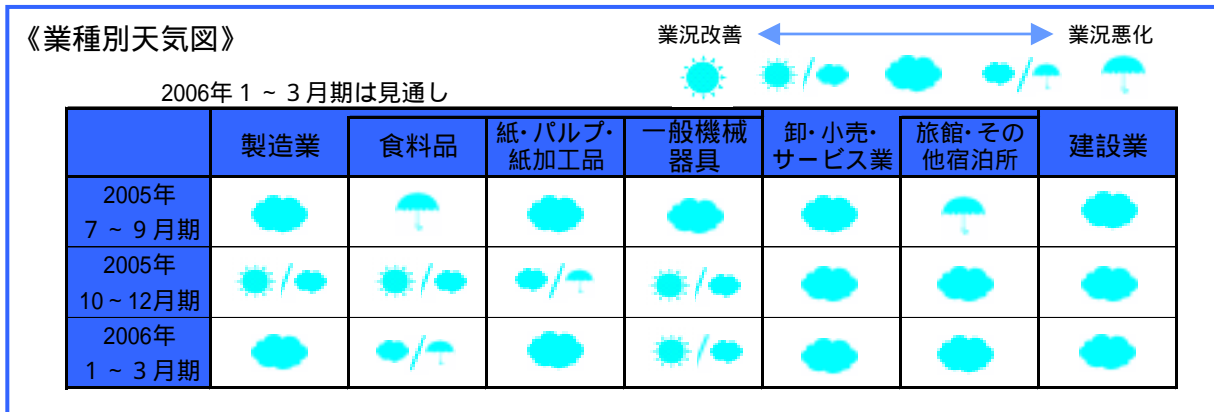 《業種別天気図》
業況改善 業況悪化
2006年1~3月期は見通し
製造業 食料品 紙・パルプ・紙加工品 一般機械器具 卸・小売・サービス業 旅館・その他宿泊所 建設業
2005年
7~9月期
2005年
10~12月期
2006年
1~3月期